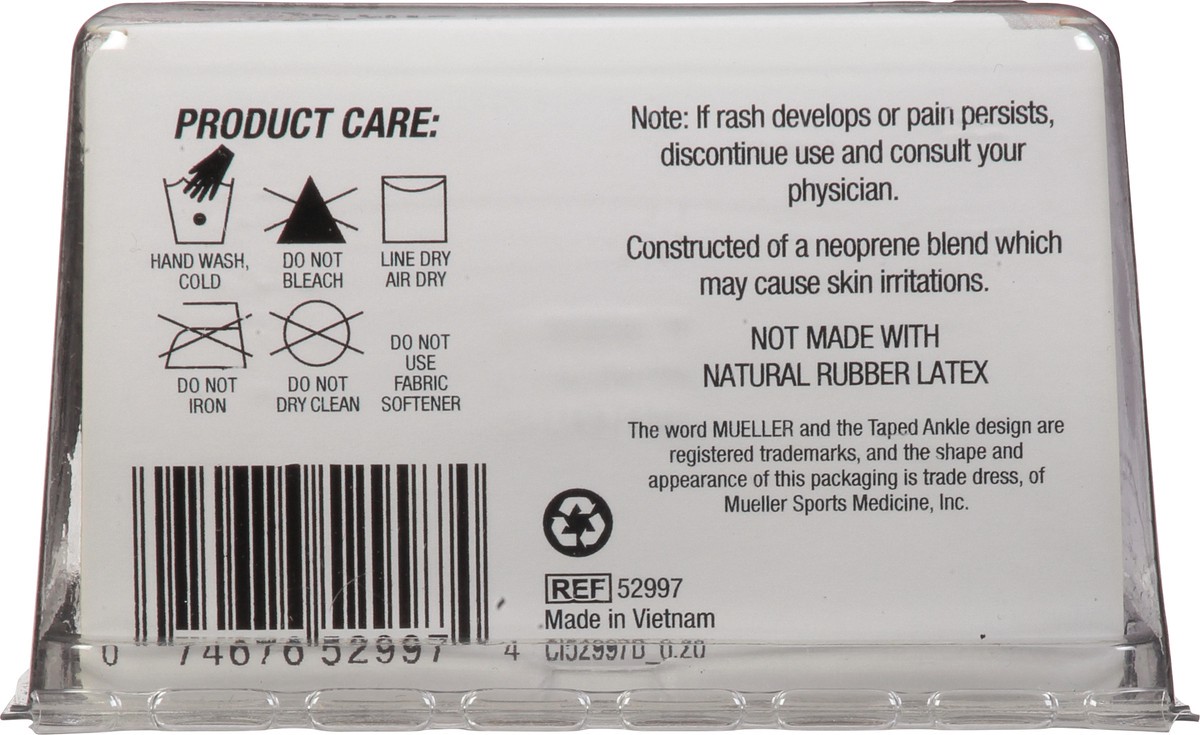 PRODUCT CARE:
HAND WASH,
COLD
DO NOT
BLEACH
LINE DRY
AIR DRY
DO NOT
IRON
DO NOT
DRY CLEAN
DO NOT
USE
FABRIC
SOFTENER
0 74676 52997 4
Note: If rash develops or pain persists,
discontinue use and consult your
physician.
Constructed of a neoprene blend which
may cause skin irritations.
NOT MADE WITH
NATURAL RUBBER LATEX
The word MUELLER and the Taped Ankle design are
registered trademarks, and the shape and
appearance of this packaging is trade dress, of
Mueller Sports Medicine, Inc.
REF 52997
Made in Vietnam
CI52997D_0.20